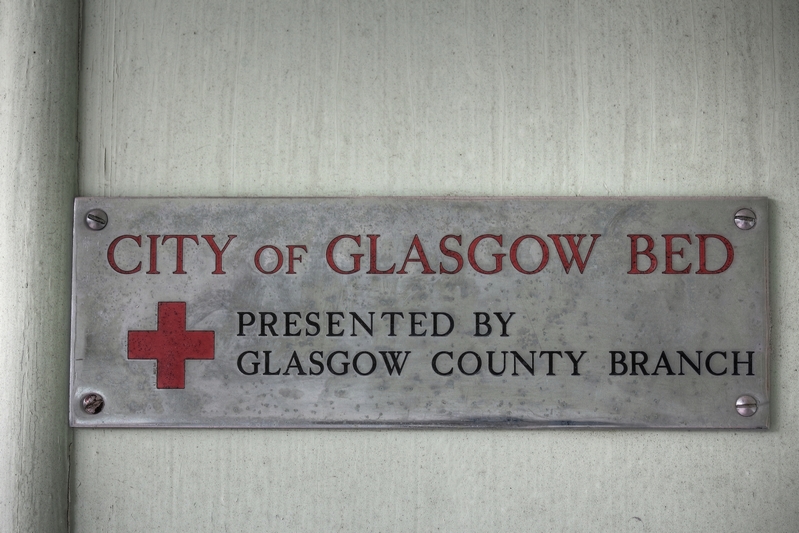 CITY OF GLASGOW BED
PRESENTED BY
GLASGOW COUNTY BRANCH